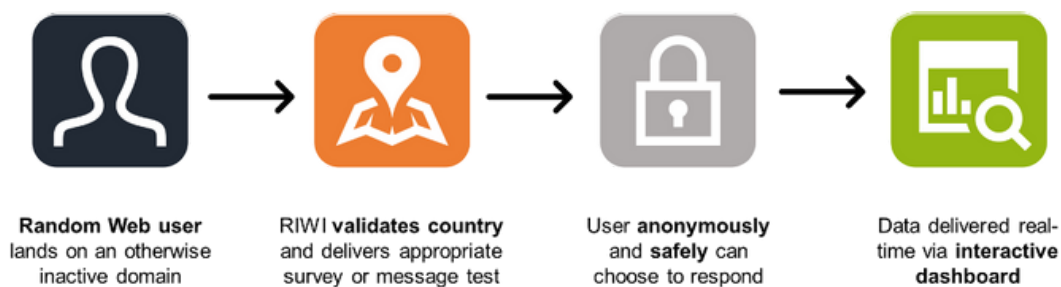 Random Web user
lands on an otherwise
inactive domain
RIWI validates country
and delivers appropriate
survey or message test
User anonymously
and safely can
choose to respond
Data delivered real-
time via interactive
dashboard